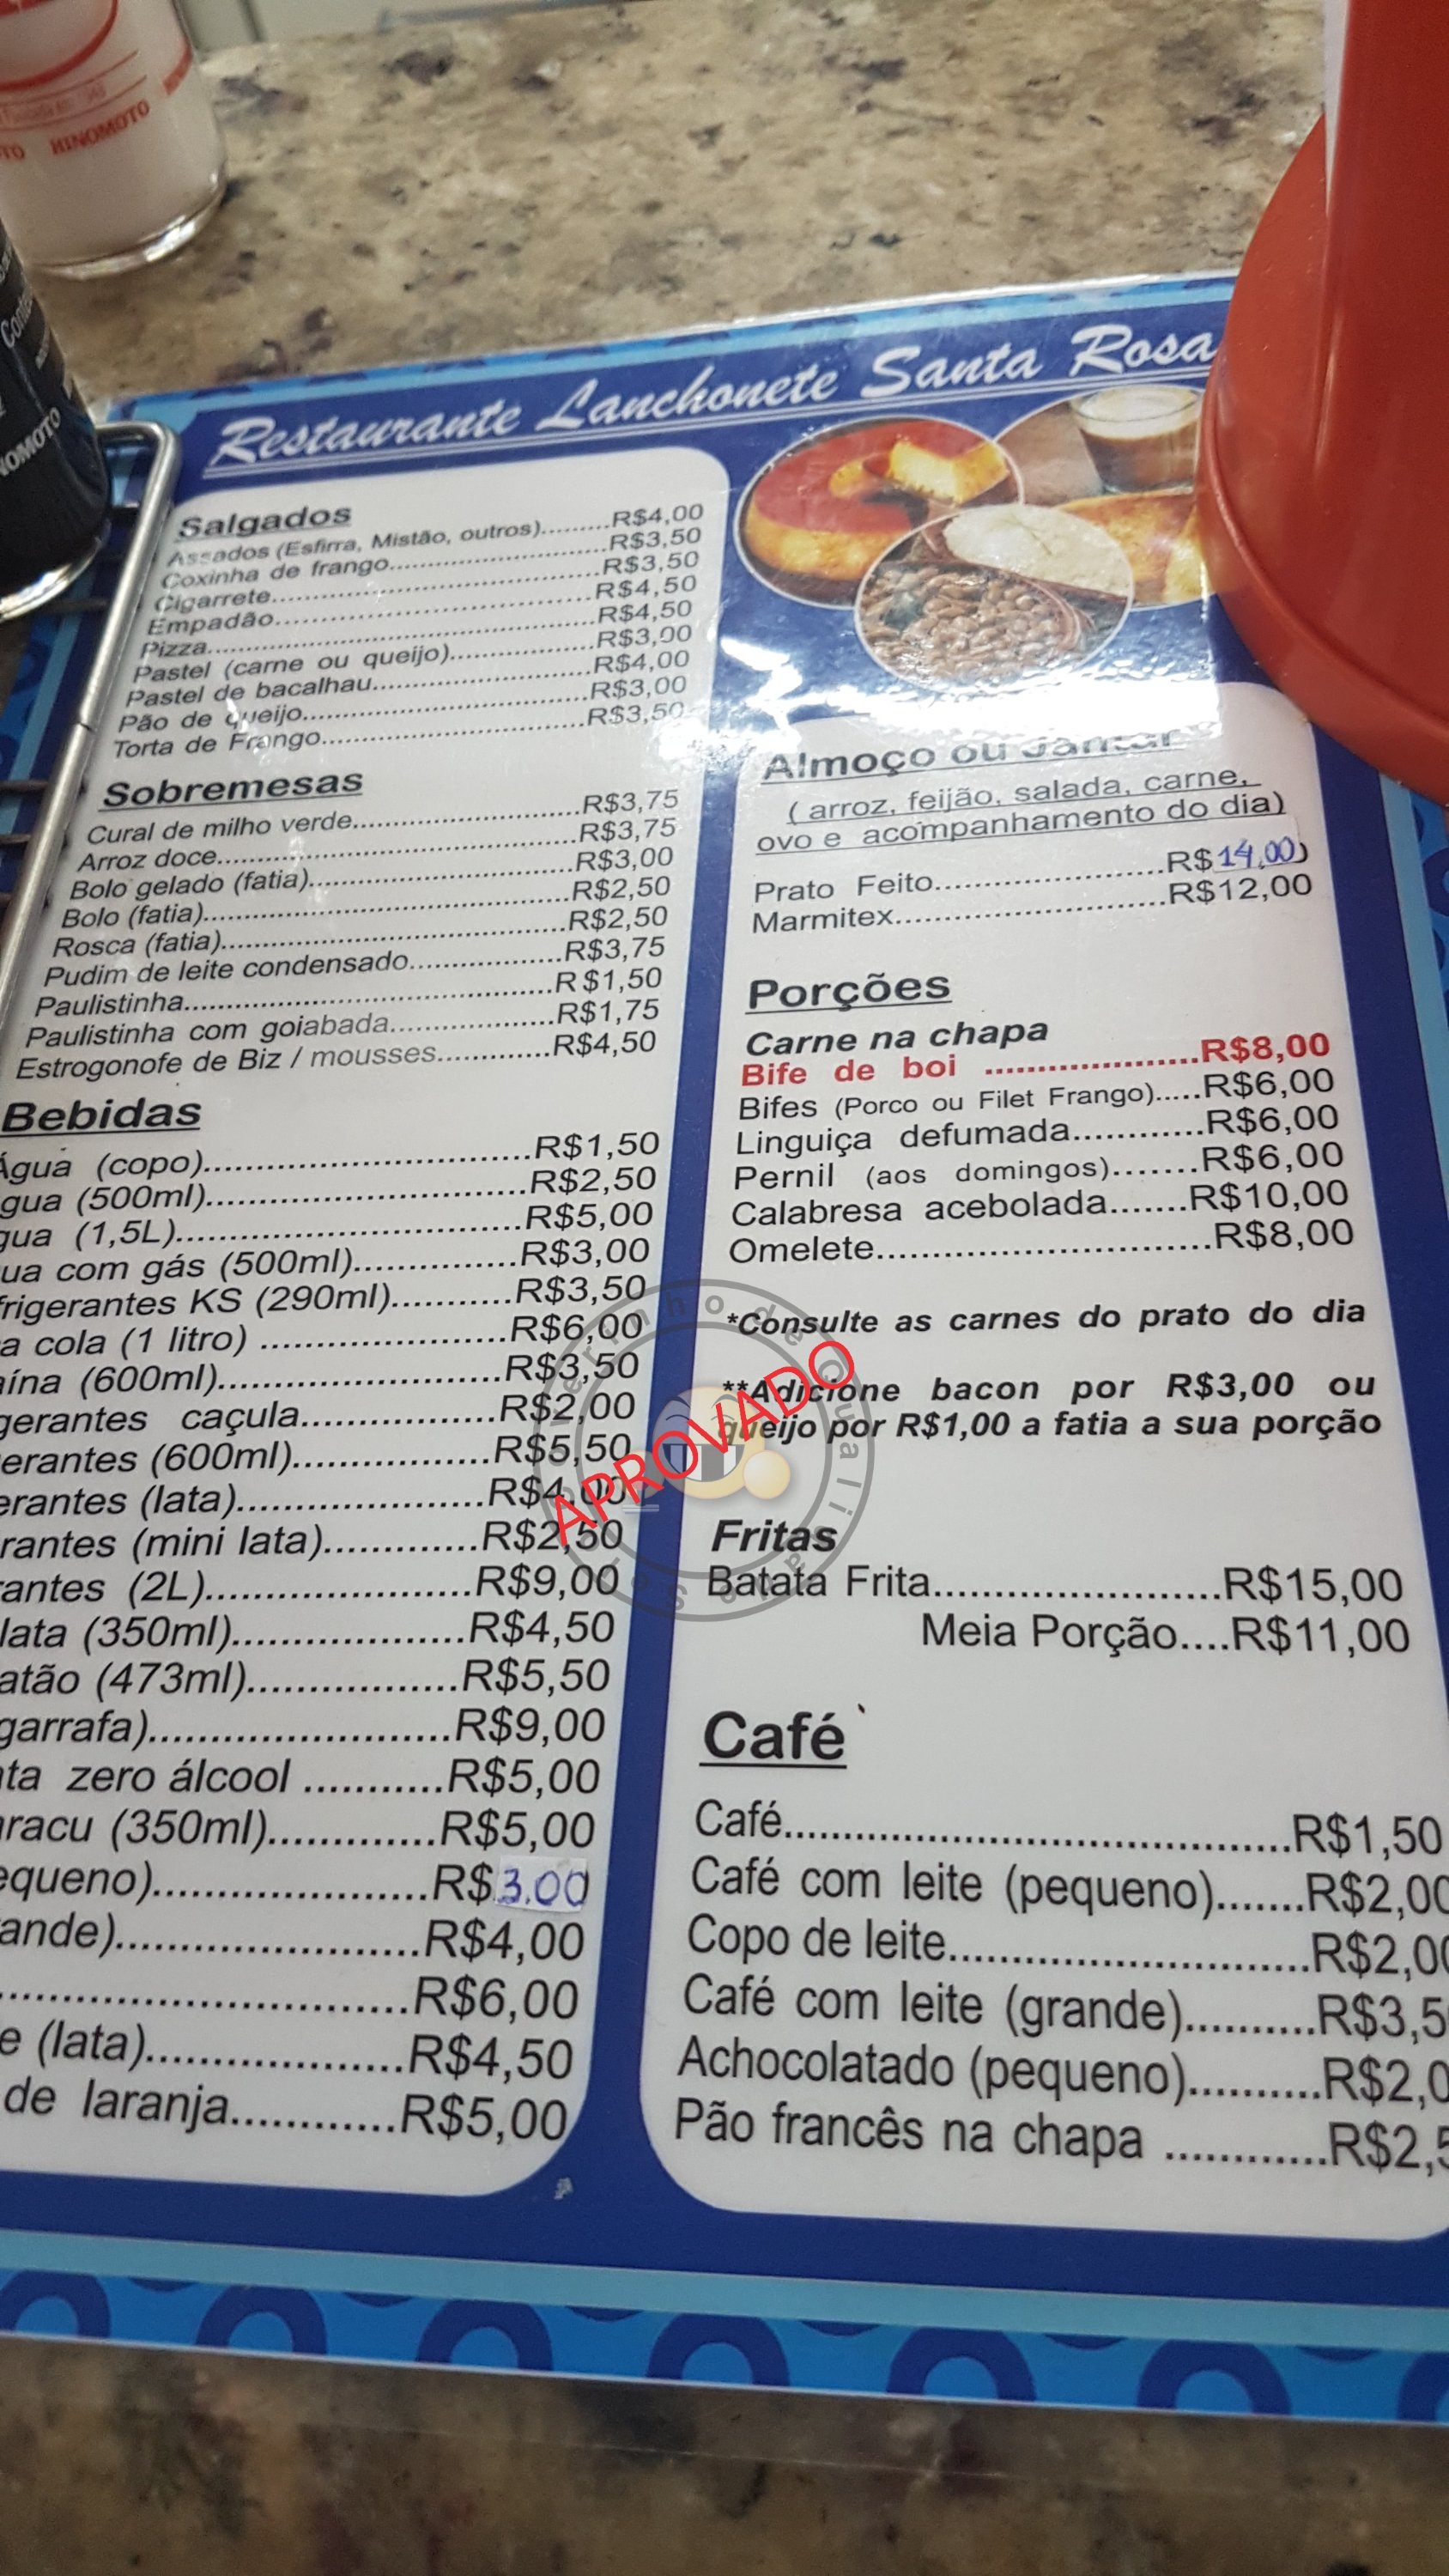 HINOMOTO
Restaurante Lanchonete Santa Rosa
Salgados
Assados (Esfirra, Mistão, outros).........R$4,00
Coxinha de frango............................R$3,50
Cigarrete..........................................R$3,50
Empadão.........................................R$4,50
Pizza................................................R$4,50
Pastel (carne ou queijo)..................R$3,00
Pastel de bacalhau...........................R$4,00
Pão de queijo...................................R$3,00
Torta de Frango................................R$3,50
Sobremesas
Cural de milho verde............................R$3,75
Arroz doce............................................R$3,75
Bolo gelado (fatia)................................R$3,00
Bolo (fatia)............................................R$2,50
Rosca (fatia).........................................R$2,50
Pudim de leite condensado..................R$3,75
Paulistinha............................................R$1,50
Paulistinha com goiabada....................R$1,75
Estrogonofe de Biz / mousses.............R$4,50
Bebidas
Água (copo)................................R$1,50
gua (500ml)...............................R$2,50
gua (1,5L)..................................R$5,00
ua com gás (500ml)................R$3,00
frigerantes KS (290ml)...........R$3,50
a cola (1 litro) .......................R$6,00
aína (600ml)..........................R$3,50
gerantes caçula................R$2,00
erantes (600ml).................R$5,50
erantes (lata).....................R$4,00
rantes (mini lata).............R$2,50
rantes (2L).......................R$9,00
lata (350ml)....................R$4,50
atão (473ml).................R$5,50
garrafa)........................R$9,00
ata zero álcool ...........R$5,00
aracu (350ml).............R$5,00
equeno)......................R$3.00
ande)........................R$4,00
................................R$6,00
e (lata)....................R$4,50
de laranja............R$5,00
Almoço ou Jantar
( arroz, feijão, salada, carne,
ovo e acompanhamento do dia)
Prato Feito........................R$14,00
Marmitex...........................R$12,00
Porções
Carne na chapa
Bife de boi ....................R$8,00
Bifes (Porco ou Filet Frango).....R$6,00
Linguiça defumada............R$6,00
Pernil (aos domingos).......R$6,00
Calabresa acebolada.......R$10,00
Omelete.............................R$8,00
*Consulte as carnes do prato do dia
**Adicione bacon por R$3,00 ou
queijo por R$1,00 a fatia a sua porção
APROVADO
Fritas
Batata Frita........................R$15,00
Meia Porção....R$11,00
Café
Café...........................................R$1,50
Café com leite (pequeno).......R$2,00
Copo de leite..............................R$2,00
Café com leite (grande)..........R$3,5
Achocolatado (pequeno)..........R$2,0
Pão francês na chapa ............R$2,5